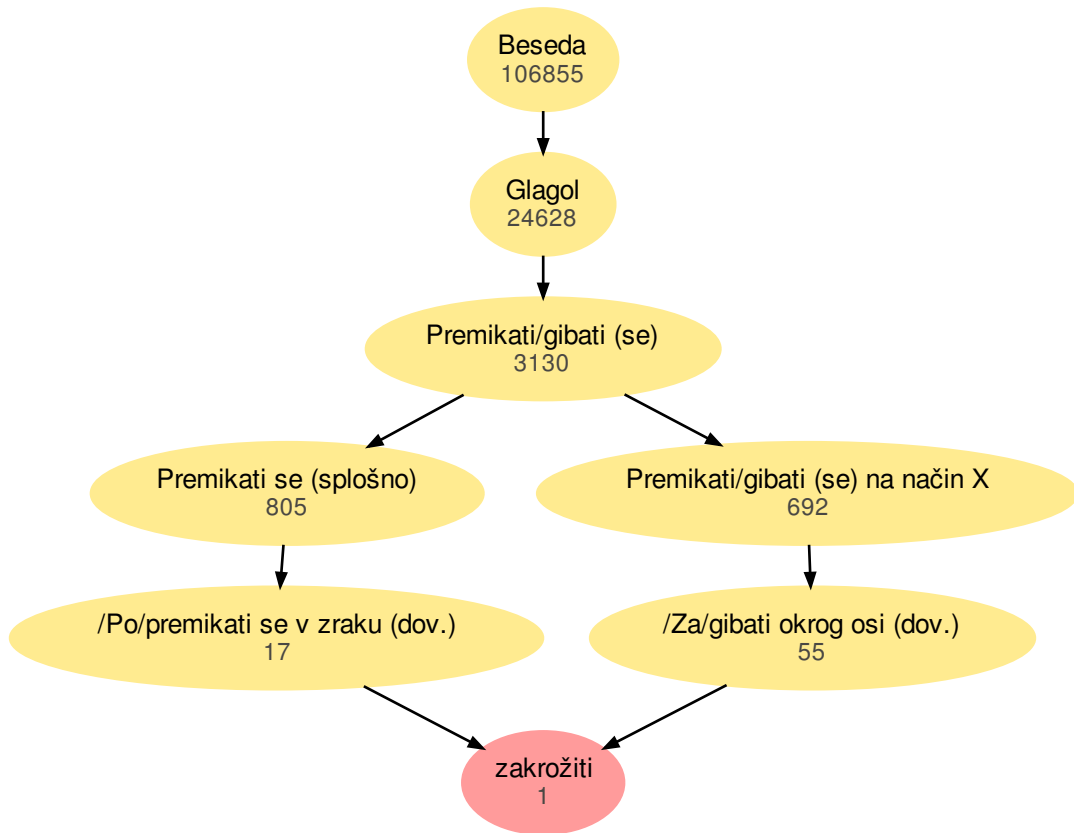 Beseda
106855
Glagol
24628
Premikati/gibati (se)
3130
Premikati se (splošno)
805
Premikati/gibati (se) na način X
692
/Po/premikati se v zraku (dov.)
17
/Za/gibati okrog osi (dov.)
55
zakrožiti
1